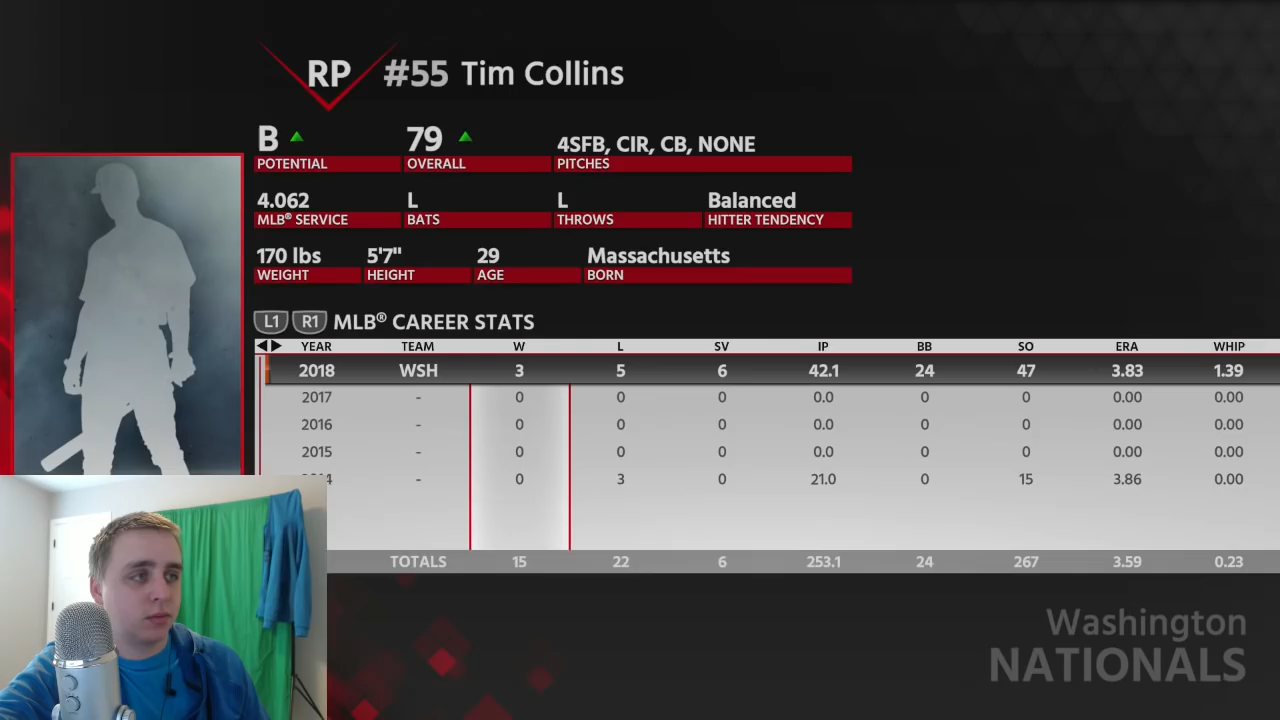 RP #55 Tim Collins
B 79 4SFB, CIR, CB, NONE
POTENTIAL OVERALL PITCHES
4.062 L L Balanced
MLB® SERVICE BATS THROWS HITTER TENDENCY
170 lbs 5'7" 29 Massachusetts
WEIGHT HEIGHT AGE BORN
L1 R1 MLB® CAREER STATS
YEAR TEAM W L SV IP BB SO ERA WHIP
2018 WSH 3 5 6 42.1 24 47 3.83 1.39
2017 - 0 0 0 0.0 0 0 0.00 0.00
2016 - 0 0 0 0.0 0 0 0.00 0.00
2015 - 0 0 0 0.0 0 0 0.00 0.00
- 0 3 0 21.0 0 15 3.86 0.00
TOTALS 15 22 6 253.1 24 267 3.59 0.23
Washington
NATIONALS